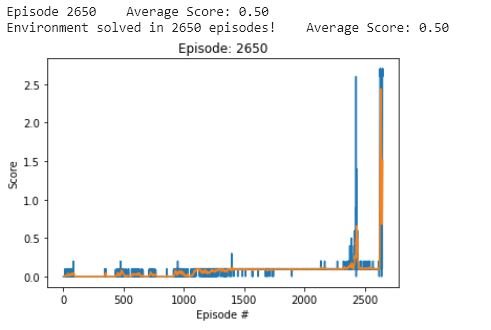 Episode 2650    Average Score: 0.50
Environment solved in 2650 episodes!    Average Score: 0.50
Episode: 2650
2.5
2.0
1.5
1.0
0.5
0.0
Score
0 500 1000 1500 2000 2500
Episode #